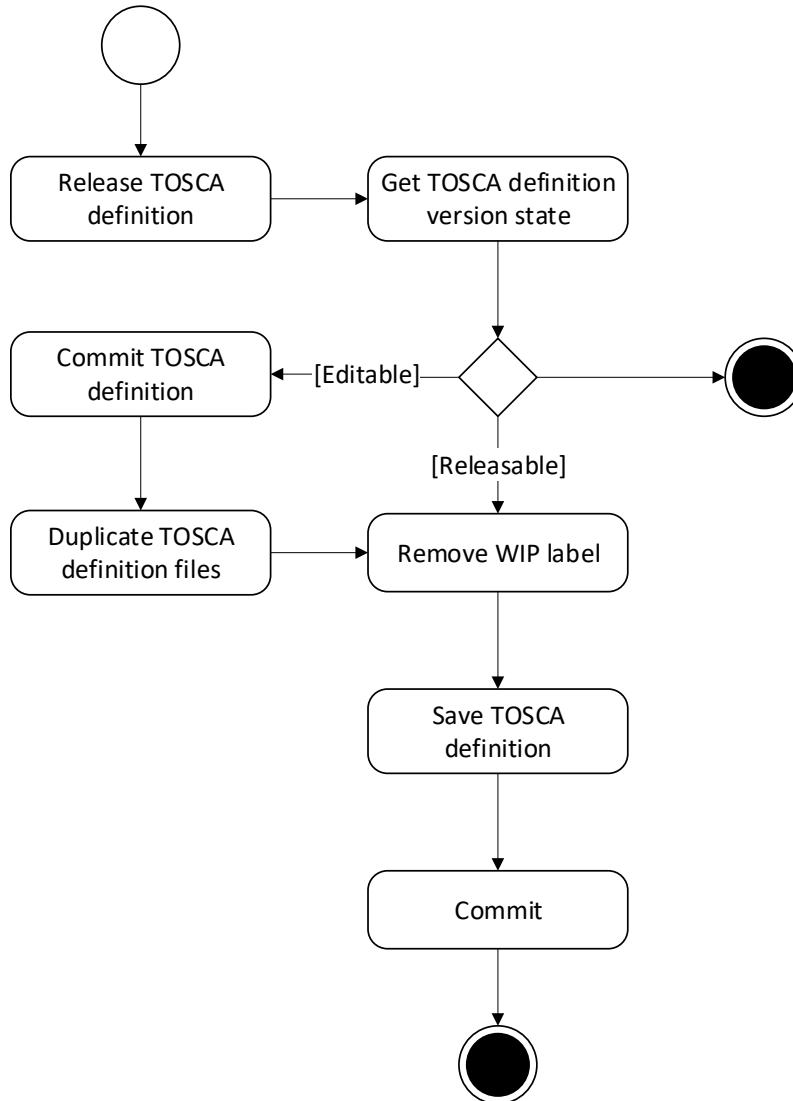 Release TOSCA
definition
Get TOSCA definition
version state
Commit TOSCA
definition
[Editable]
[Releasable]
Duplicate TOSCA
definition files
Remove WIP label
Save TOSCA
definition
Commit